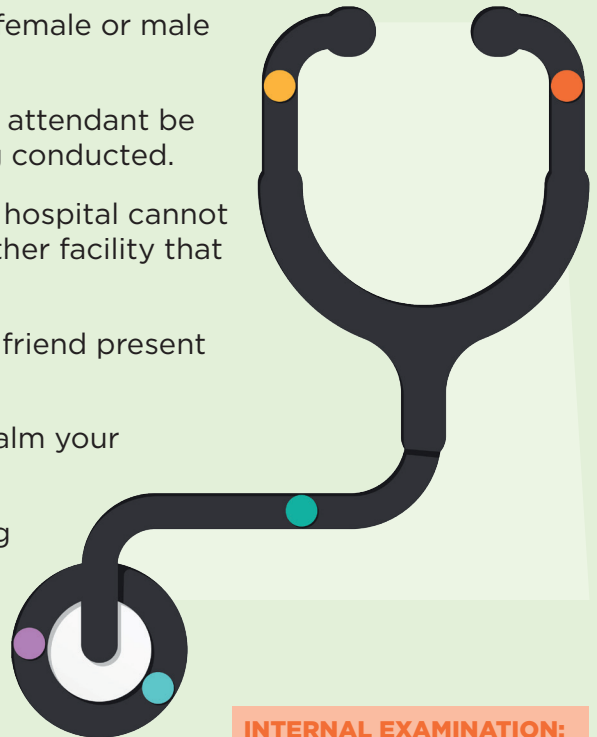 female or male
attendant be
conducted.
hospital cannot
ther facility that
friend present
alm your
INTERNAL EXAMINATION: